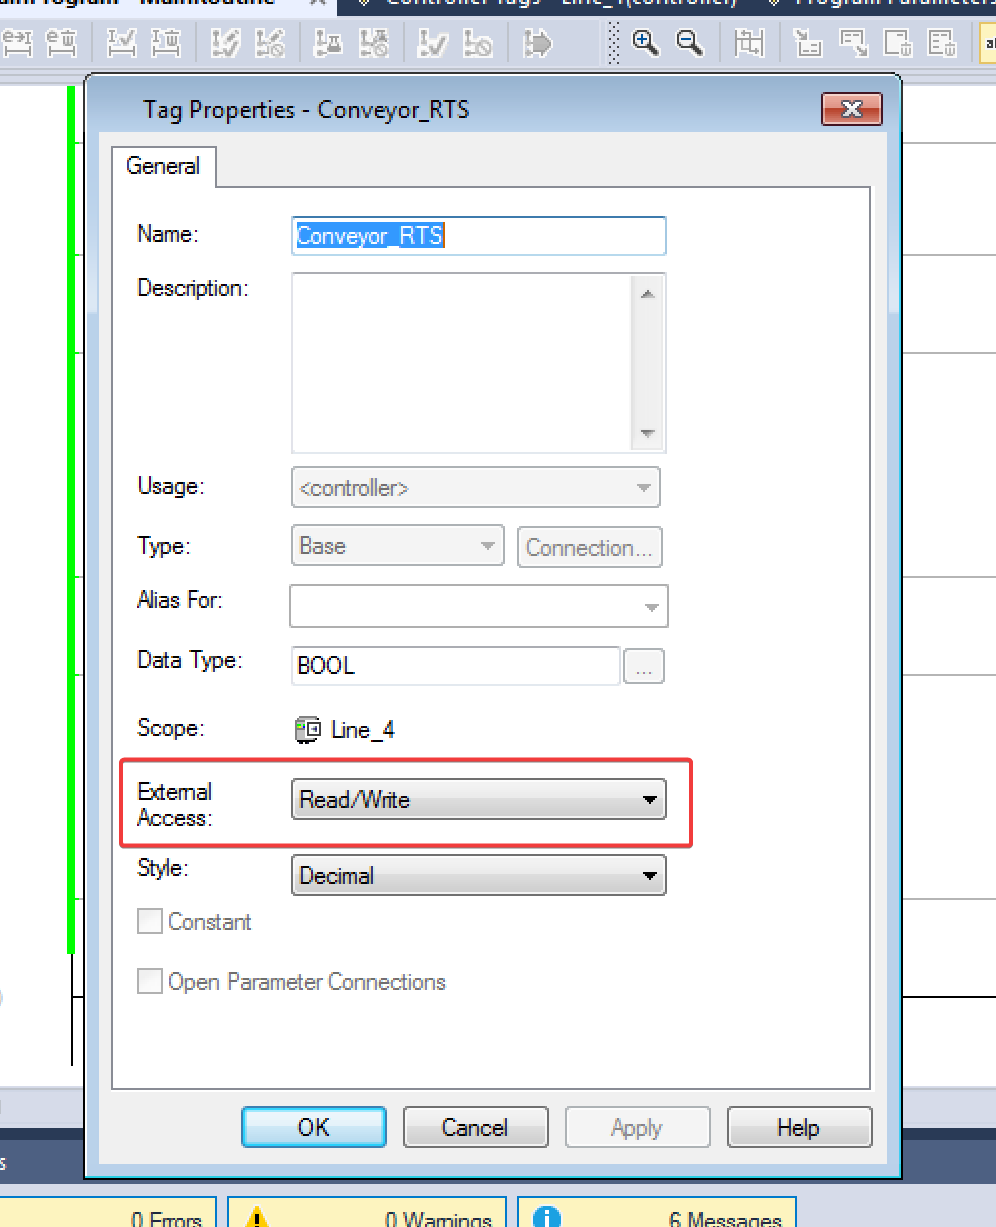 Tag Properties - Conveyor_RTS
General
Name:
Conveyor_RTS
Description:
Usage:
<controller>
Type:
Base
Connection...
Alias For:
Data Type:
BOOL
...
Scope:
Line_4
External
Access:
Read/Write
Style:
Decimal
Constant
Open Parameter Connections
OK
Cancel
Apply
Help
0 Errors
0 Warnings
6 Messages